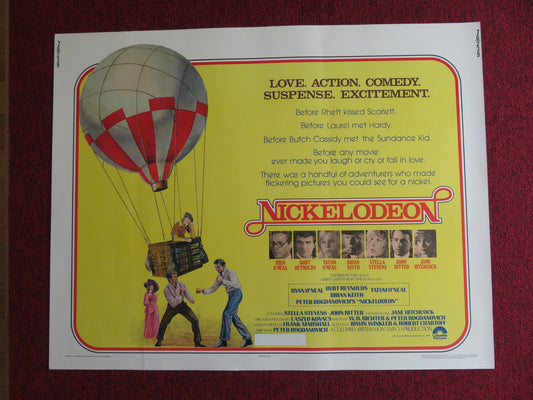 LOVE. ACTION. COMEDY.
SUSPENSE. EXCITEMENT.
Before Rhett kissed Scarlett.
Before Laurel met Hardy.
Before Butch Cassidy met the Sundance Kid.
Before any movie
ever made you laugh or cry or fall in love.
There was a handful of adventurers who made
flickering pictures you could see for a nickel.
NICKELODEON
RYAN O'NEAL
BURT REYNOLDS
TATUM O'NEAL
BRIAN KEITH
STELLA STEVENS
JOHN RITTER
JANE HITCHCOCK
BURT REYNOLDS
RYAN O'NEAL TATUM O'NEAL
BRIAN KEITH
PETER BOGDANOVICH'S "NICKELODEON"
STELLA STEVENS JOHN RITTER JANE HITCHCOCK
LASZLO KOVACS W. D. RICHTER & PETER BOGDANOVICH
FRANK MARSHALL IRWIN WINKLER & ROBERT CHARTOFF
PETER BOGDANOVICH A COLUMBIA